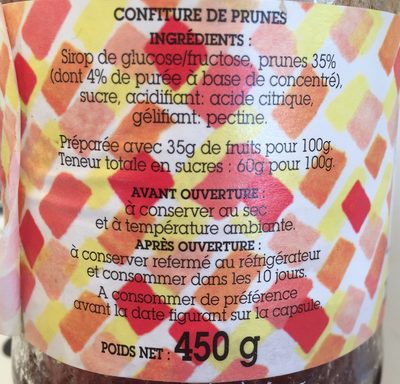 CONFITURE DE PRUNES
INGRÉDIENTS :
Sirop de glucose/fructose, prunes 35%
(dont 4% de purée à base de concentré),
sucre, acidifiant: acide citrique,
gélifiant: pectine.
Préparée avec 35g de fruits pour 100g.
Teneur totale en sucres : 60g pour 100g.
AVANT OUVERTURE :
à conserver au sec
et à température ambiante.
APRÈS OUVERTURE :
à conserver refermé au réfrigérateur
et consommer dans les 10 jours.
A consommer de préférence
avant la date figurant sur la capsule.
POIDS NET : 450 g